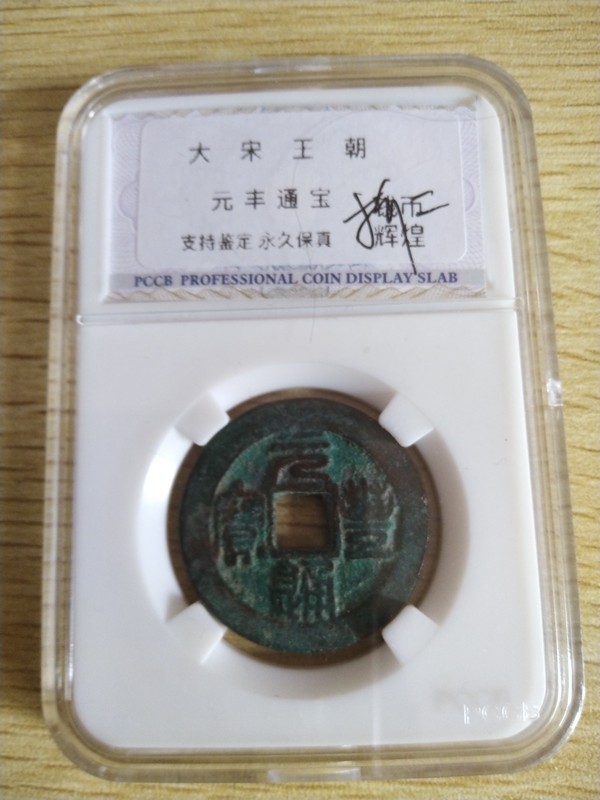 大宋王朝
元丰通宝
支持鉴定 永久保真
币
辉煌
PCCB PROFESSIONAL COIN DISPLAY SLAB
元
寶 豐
通